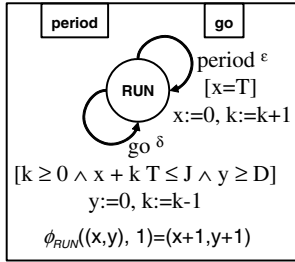 period
go
RUN
period ε
[x=T]
x:=0, k:=k+1
go δ
[k ≥ 0 ∧ x + k T ≤ J ∧ y ≥ D]
y:=0, k:=k-1
ϕRUN((x,y), 1)=(x+1,y+1)